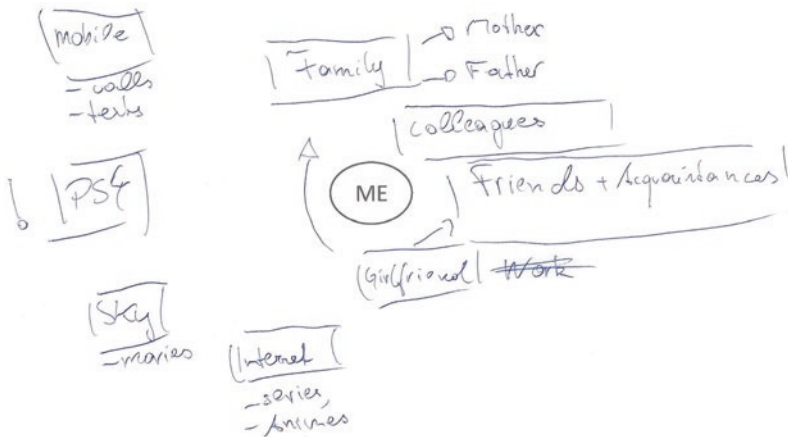 mobile
- calls
- texts
Family
Mother
Father
Colleagues
! PS4
ME
Friends + Acquaintances
Girlfriend Work
Sky
- movies
Internet
- series,
- Animes